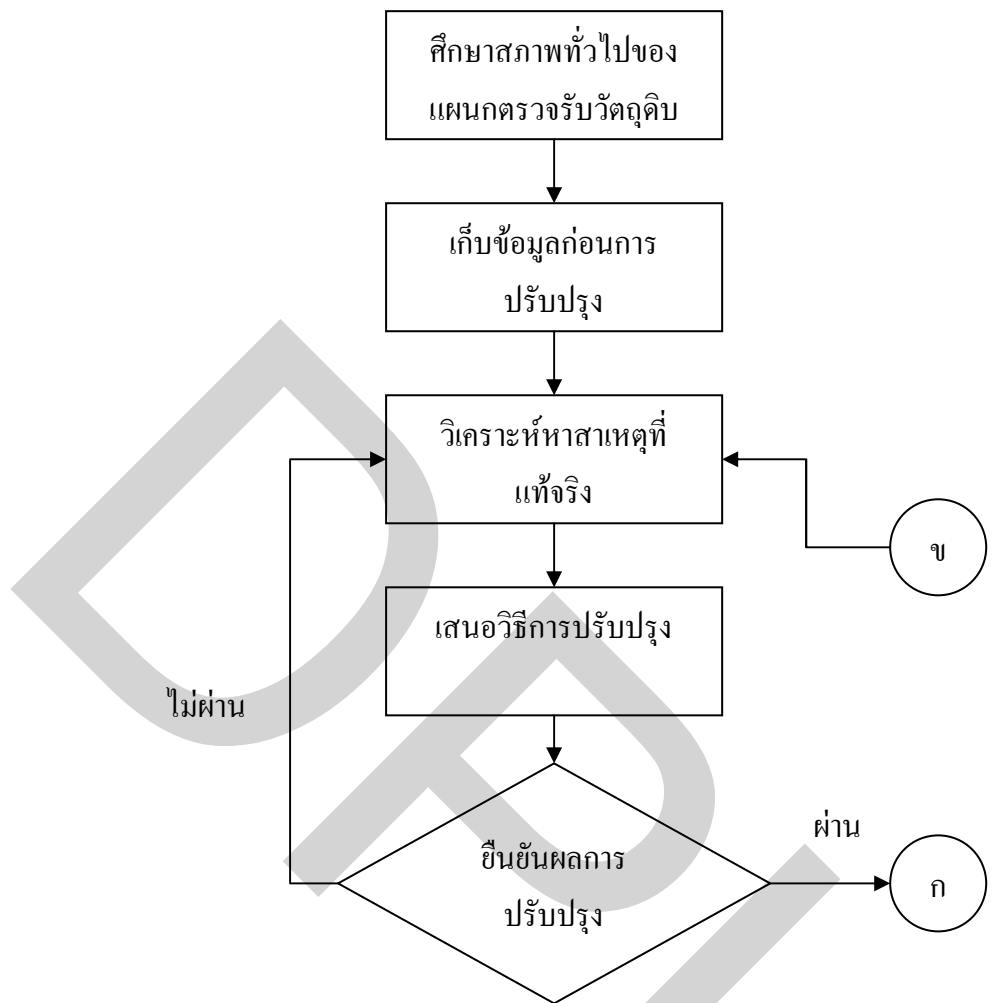 ศึกษาสภาพทั่วไปของ
แผนกตรวจรับวัตถุดิบ
เก็บข้อมูลก่อนการ
ปรับปรุง
วิเคราะห์หาสาเหตุที่
แท้จริง
ข
เสนอวิธีการปรับปรุง
ไม่ผ่าน
ผ่าน
ยืนยันผลการ
ปรับปรุง
ก